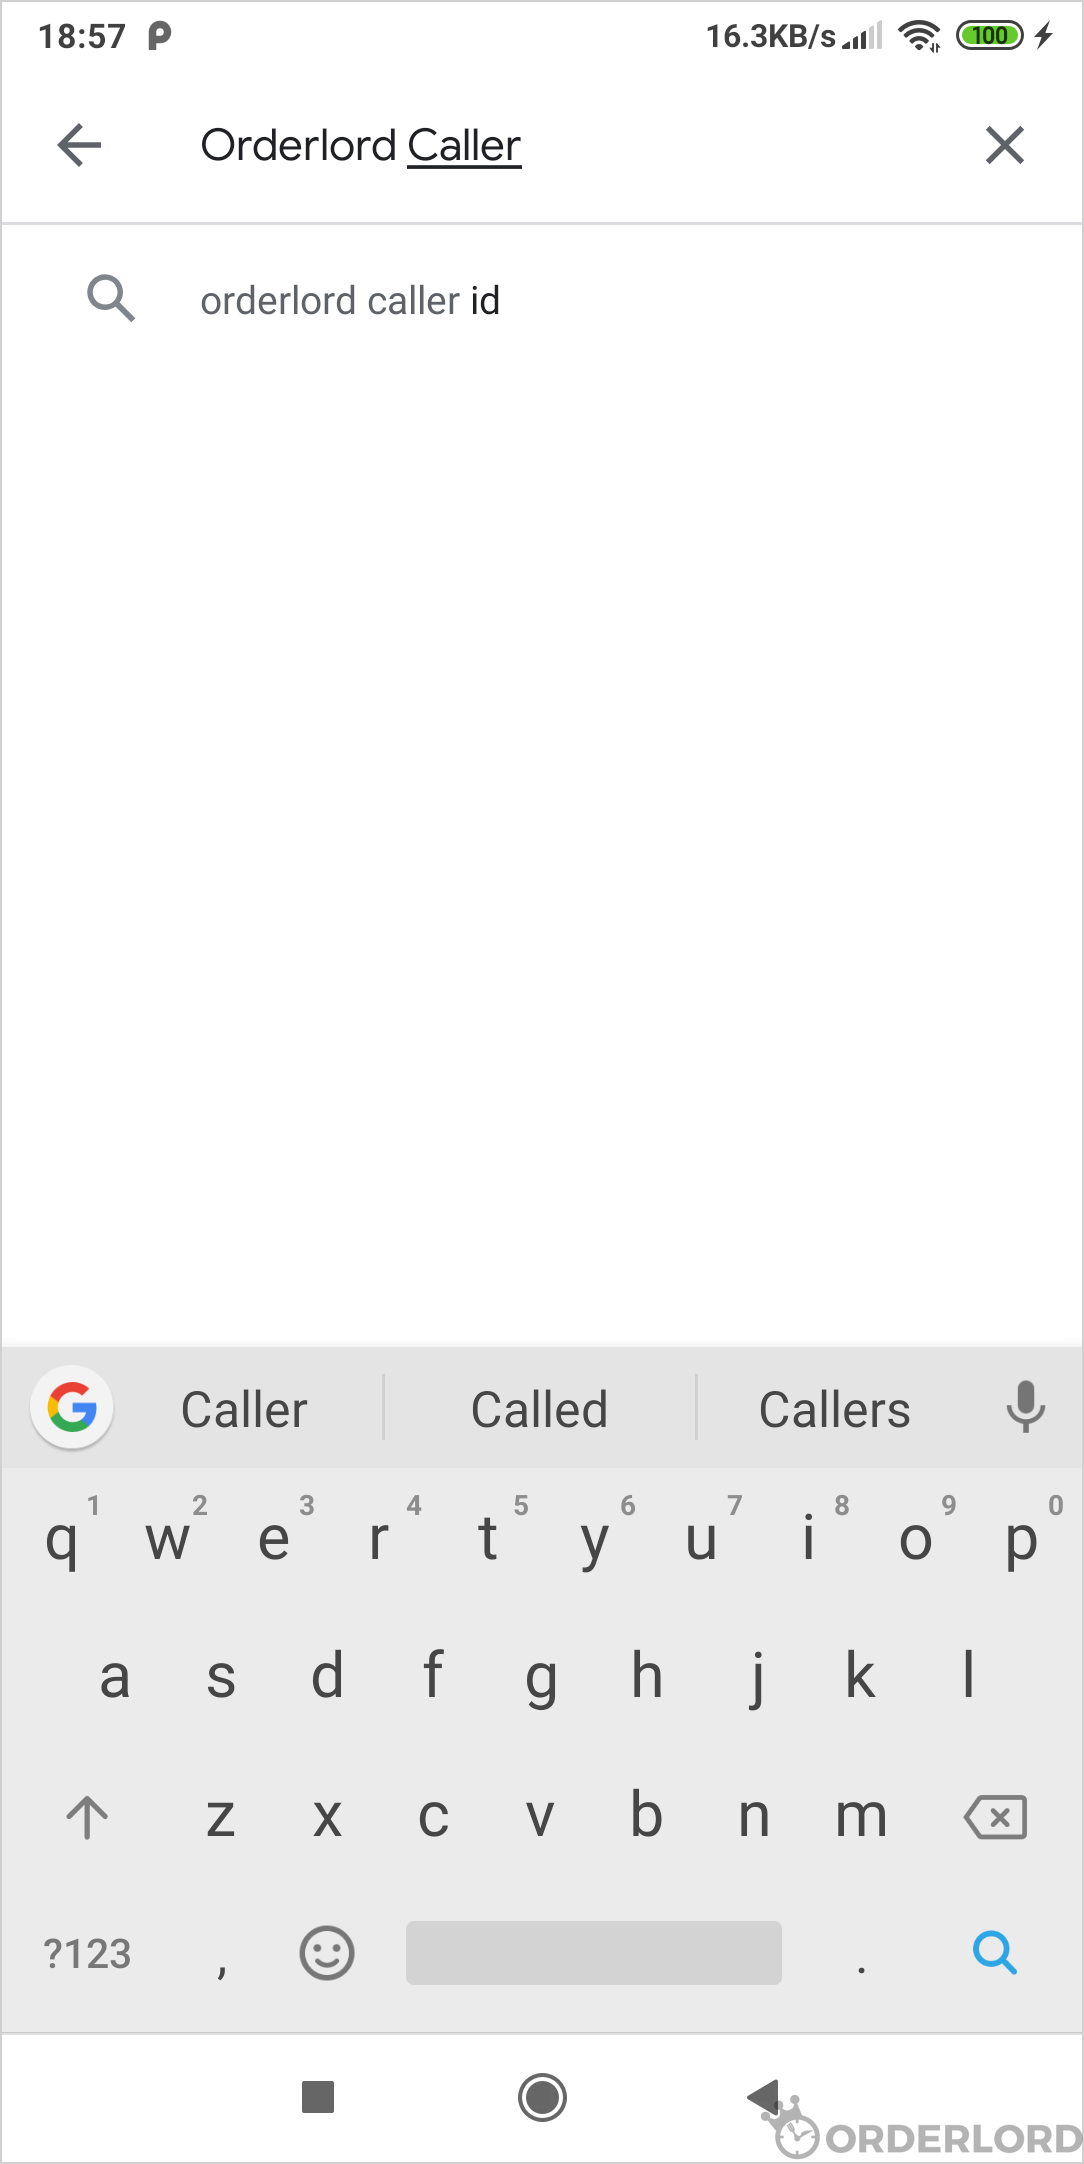 18:57 16.3KB/s 100
Orderlord Caller
orderlord caller id
G Caller Called Callers
1 2 3 4 5 6 7 8 9 0
q w e r t y u i o p
a s d f g h j k l
z x c v b n m
?123 , .
ORDERLORD